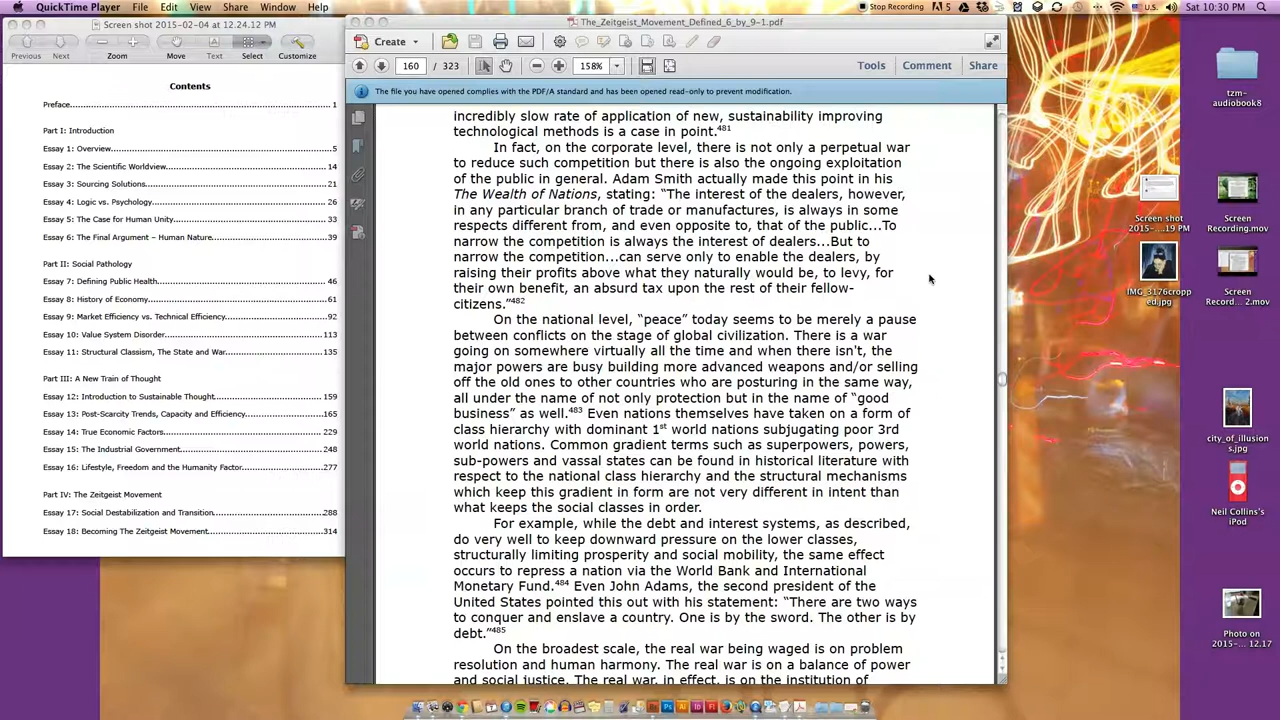 QuickTime Player File Edit View Share Window Help
Stop Recording
U.S. Sat 10:30 PM
Screen shot 2015-02-04 at 12.24.12 PM
Previous Next Zoom Move Text Select Customize
Contents
Preface 1
Part I: Introduction
Essay 1: Overview 5
Essay 2: The Scientific Worldview 14
Essay 3: Sourcing Solutions 21
Essay 4: Logic vs. Psychology 26
Essay 5: The Case for Human Unity 33
Essay 6: The Final Argument – Human Nature 39
Part II: Social Pathology
Essay 7: Defining Public Health 46
Essay 8: History of Economy 61
Essay 9: Market Efficiency vs. Technical Efficiency 92
Essay 10: Value System Disorder 113
Essay 11: Structural Classism, The State and War 135
Part III: A New Train of Thought
Essay 12: Introduction to Sustainable Thought 159
Essay 13: Post-Scarcity Trends, Capacity and Efficiency 165
Essay 14: True Economic Factors 229
Essay 15: The Industrial Government 248
Essay 16: Lifestyle, Freedom and the Humanity Factor 277
Part IV: The Zeitgeist Movement
Essay 17: Social Destabilization and Transition 288
Essay 18: Becoming The Zeitgeist Movement 314
The_Zeitgeist_Movement_Defined_6_by_9-1.pdf
Create
160 / 323 158% Tools Comment Share
The file you have opened complies with the PDF/A standard and has been opened read-only to prevent modification.
incredibly slow rate of application of new, sustainability improving
technological methods is a case in point.481
In fact, on the corporate level, there is not only a perpetual war
to reduce such competition but there is also the ongoing exploitation
of the public in general. Adam Smith actually made this point in his
The Wealth of Nations, stating: “The interest of the dealers, however,
in any particular branch of trade or manufactures, is always in some
respects different from, and even opposite to, that of the public...To
narrow the competition is always the interest of dealers...But to
narrow the competition...can serve only to enable the dealers, by
raising their profits above what they naturally would be, to levy, for
their own benefit, an absurd tax upon the rest of their fellow-
citizens.”482
On the national level, “peace” today seems to be merely a pause
between conflicts on the stage of global civilization. There is a war
going on somewhere virtually all the time and when there isn't, the
major powers are busy building more advanced weapons and/or selling
off the old ones to other countries who are posturing in the same way,
all under the name of not only protection but in the name of “good
business” as well.483 Even nations themselves have taken on a form of
class hierarchy with dominant 1st world nations subjugating poor 3rd
world nations. Common gradient terms such as superpowers, powers,
sub-powers and vassal states can be found in historical literature with
respect to the national class hierarchy and the structural mechanisms
which keep this gradient in form are not very different in intent than
what keeps the social classes in order.
For example, while the debt and interest systems, as described,
do very well to keep downward pressure on the lower classes,
structurally limiting prosperity and social mobility, the same effect
occurs to repress a nation via the World Bank and International
Monetary Fund.484 Even John Adams, the second president of the
United States pointed this out with his statement: “There are two ways
to conquer and enslave a country. One is by the sword. The other is by
debt.”485
On the broadest scale, the real war being waged is on problem
resolution and human harmony. The real war is on a balance of power
and social justice. The real war, in effect, is on the institution of
tzm-
audiobook8
Screen shot
2015-...19 PM
Screen
Recording.mov
IMG_3176cropp
ed.jpg
Screen
Record... 2.mov
city_of_illusion
s.jpg
Neil Collins's
iPod
Photo on
2015-...12.17